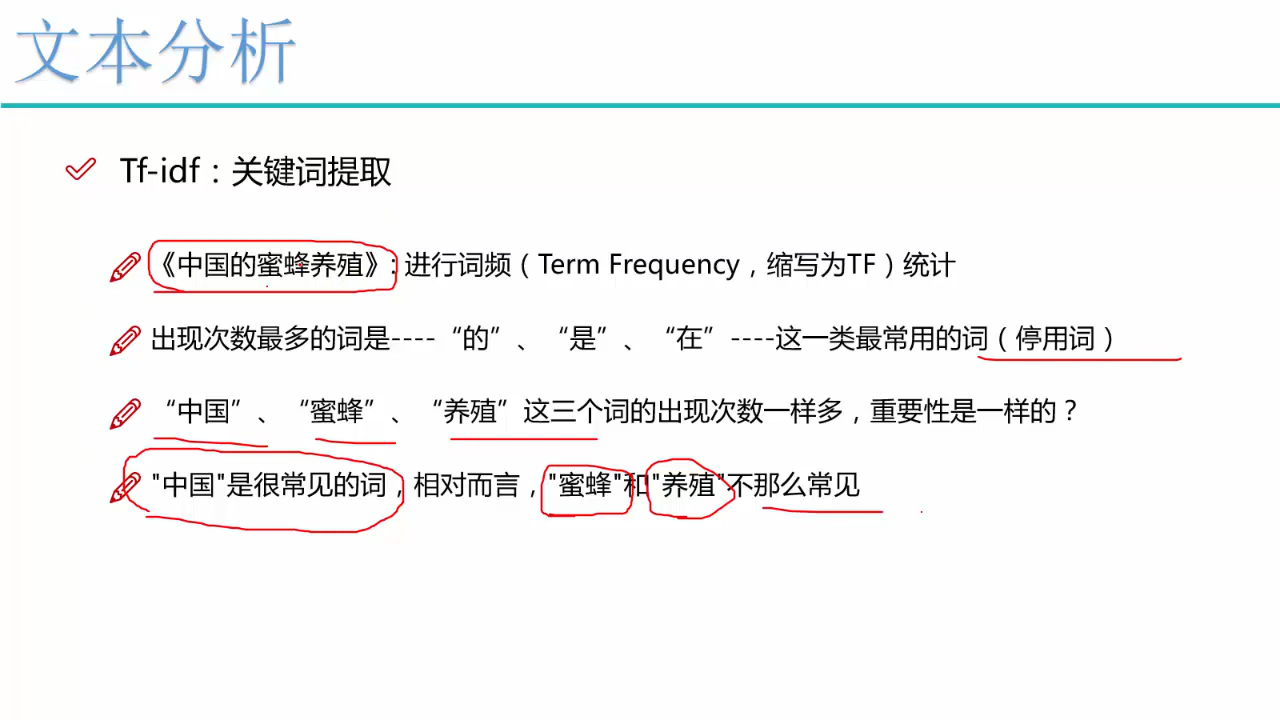 文本分析
Tf-idf：关键词提取
《中国的蜜蜂养殖》: 进行词频（Term Frequency，缩写为TF）统计
出现次数最多的词是----“的”、“是”、“在”----这一类最常用的词（停用词）
“中国”、“蜜蜂”、“养殖”这三个词的出现次数一样多，重要性是一样的？
"中国"是很常见的词，相对而言，"蜜蜂"和"养殖"不那么常见